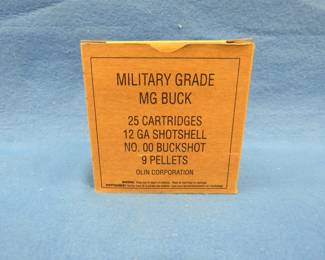 MILITARY GRADE
MG BUCK
25 CARTRIDGES
12 GA SHOTSHELL
NO. 00 BUCKSHOT
9 PELLETS
OLIN CORPORATION